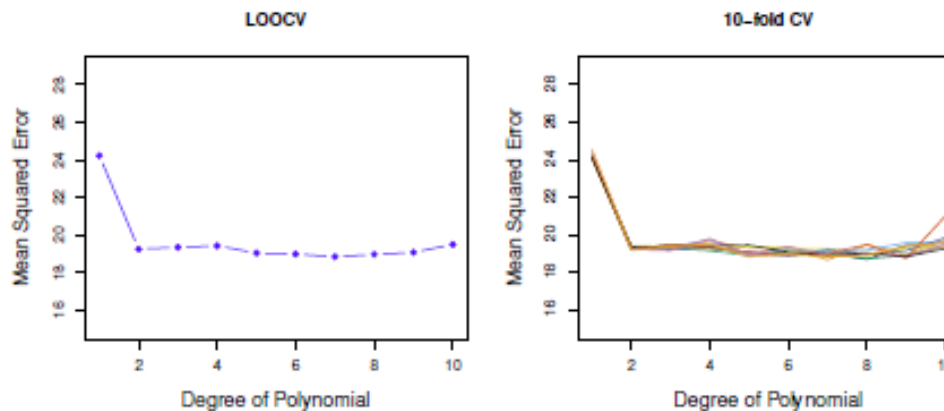 LOOCV
Mean Squared Error
16 18 20 22 24 26 28
2 4 6 8 10
Degree of Polynomial
10-fold CV
Mean Squared Error
16 18 20 22 24 26 28
2 4 6 8 1
Degree of Polynomial